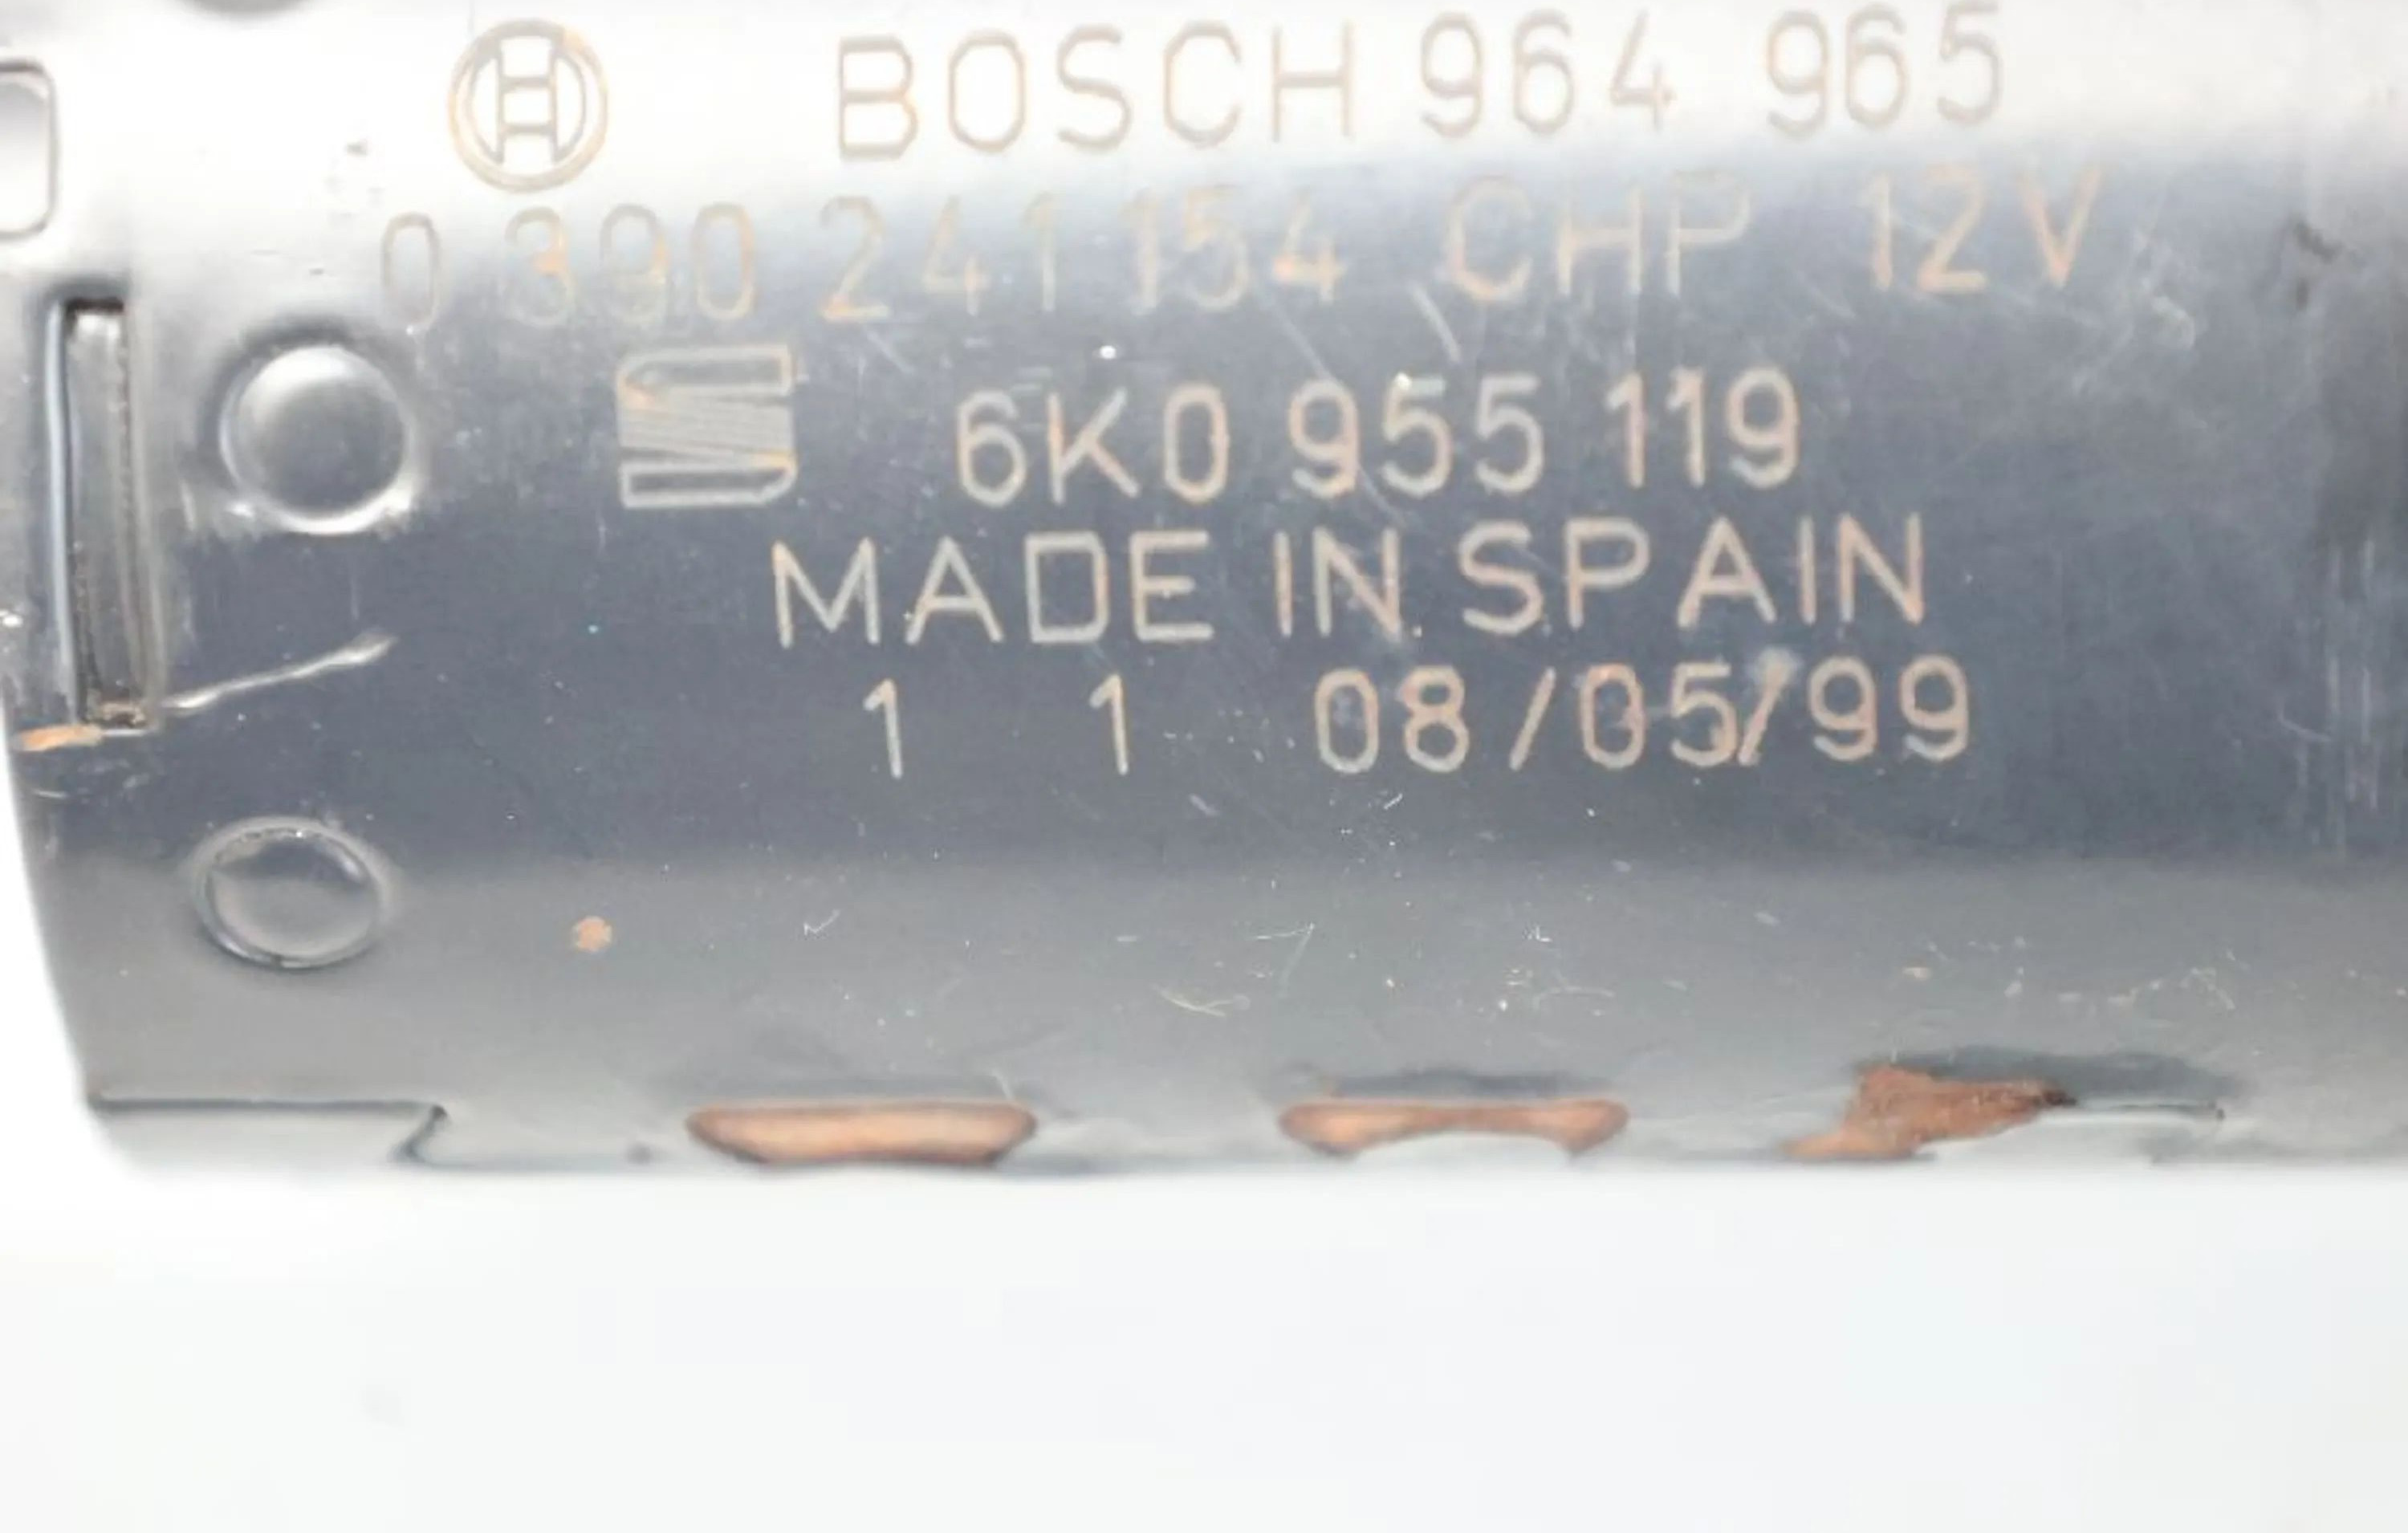 BOSCH 964 965
0 390 241 154 CHP 12V
6K0 955 119
MADE IN SPAIN
1 1 08/05/99